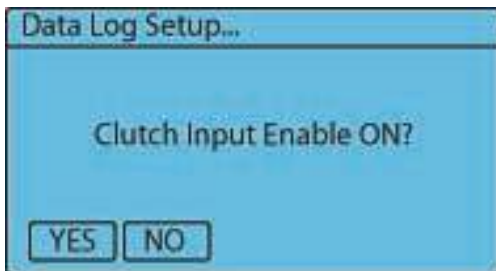 Data Log Setup...
Clutch Input Enable ON?
YES NO